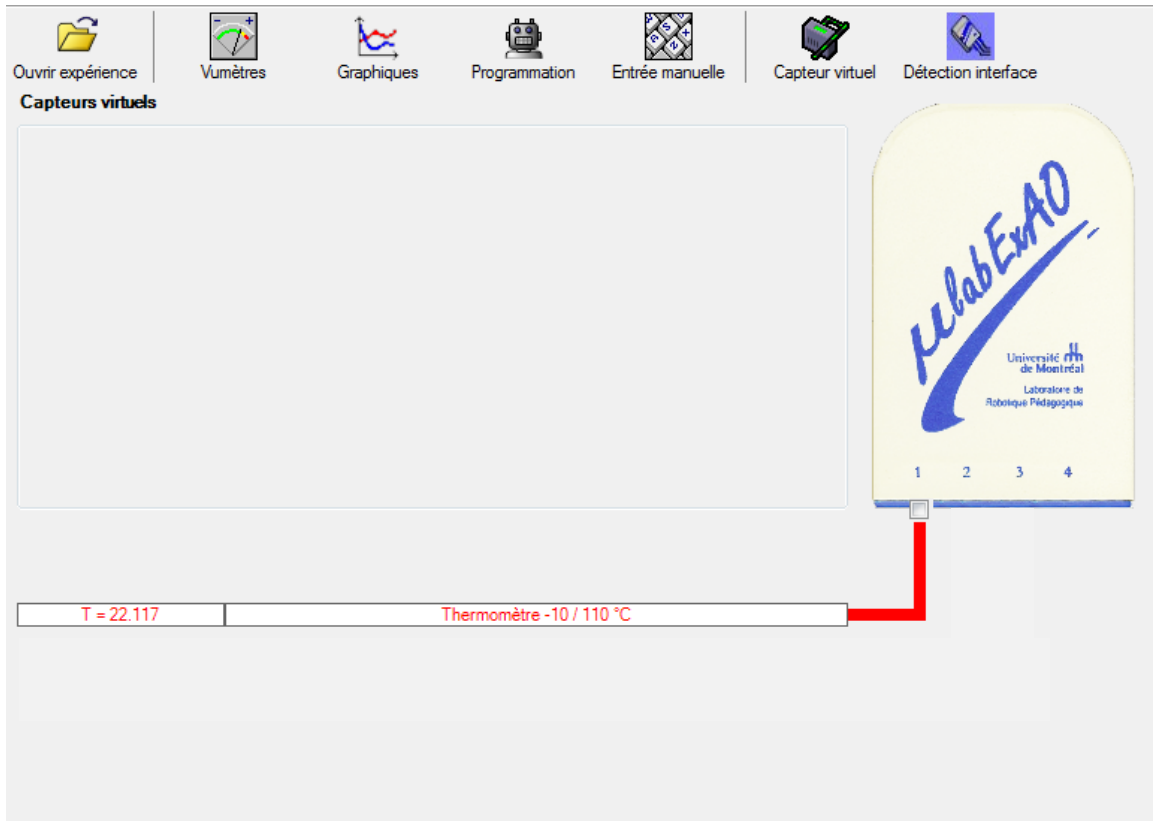 Ouvrir expérience
Vumètres
Graphiques
Programmation
Entrée manuelle
Capteur virtuel
Détection interface
Capteurs virtuels
µlabExAO
Université
de Montréal
Laboratoire de
Robotique Pédagogique
1 2 3 4
T = 22.117
Thermomètre -10 / 110 °C